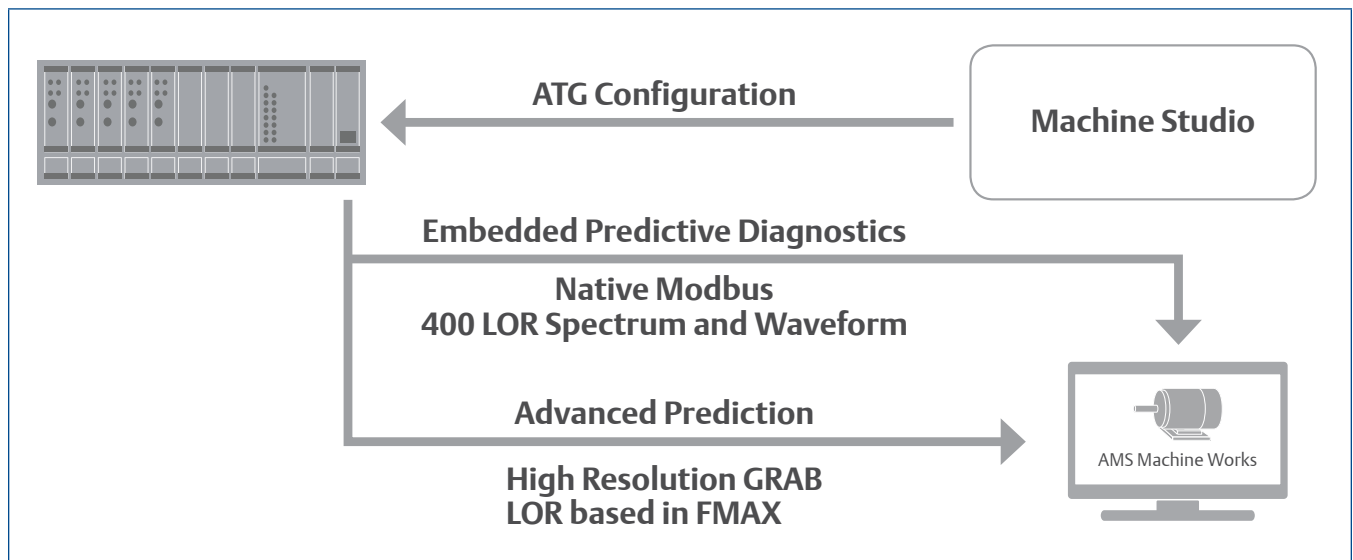 ATG Configuration
Machine Studio
Embedded Predictive Diagnostics
Native Modbus
400 LOR Spectrum and Waveform
Advanced Prediction
AMS Machine Works
High Resolution GRAB
LOR based in FMAX